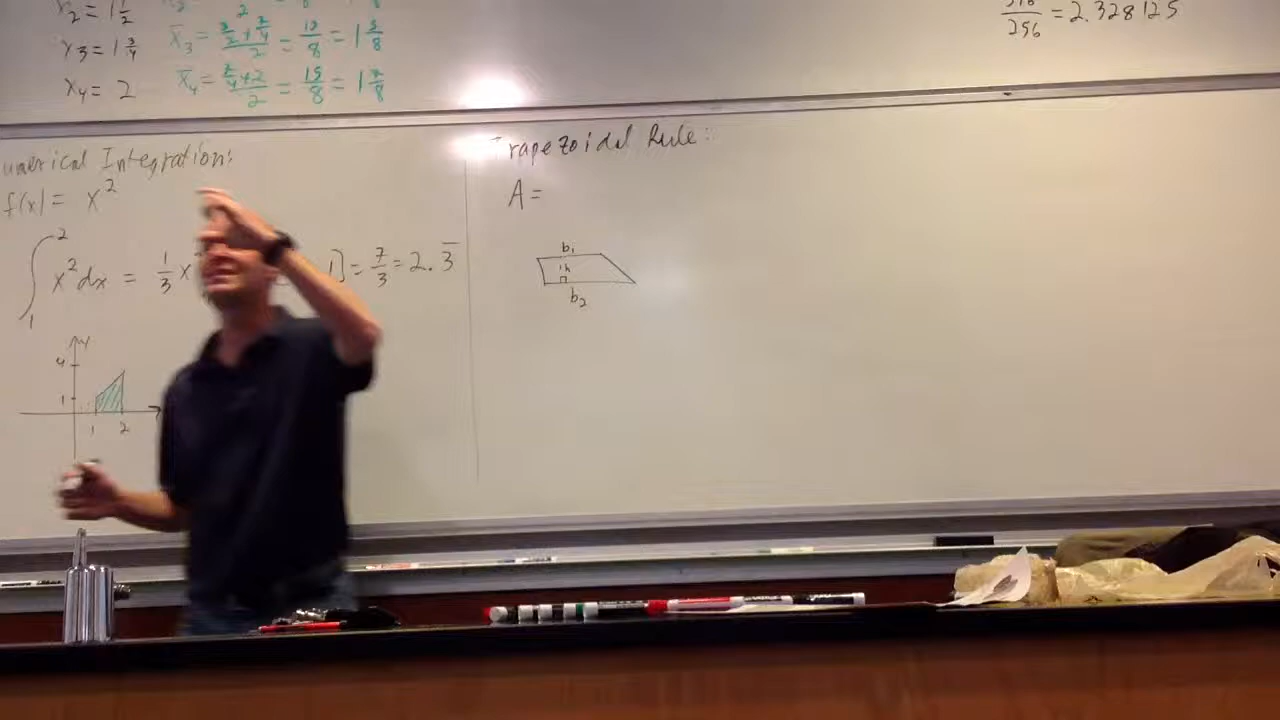 x₂ = 1 1/2
x₃ = 1 3/4
x̄₃ = (3/2 + 7/4)/2 = 13/8 = 1 5/8
x₄ = 2
x̄₄ = (7/4 + 2)/2 = 15/8 = 1 7/8
/256 = 2.328125
umerical Integration:
f(x) = x²
∫₁² x²dx = 1/3 x
1] = 7/3 = 2.3̅
y
4
1
1 2
Trapezoidal Rule:
A =
b₁
h
b₂